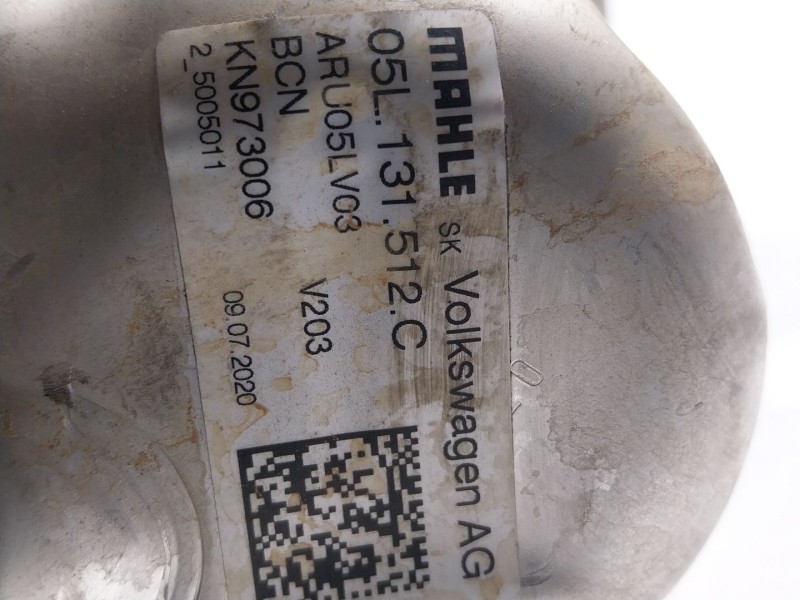 MAHLE SK Volkswagen AG
05L.131.512.C
ARU05LV03
BCN V203
KN973006
2_5005011 09.07.2020